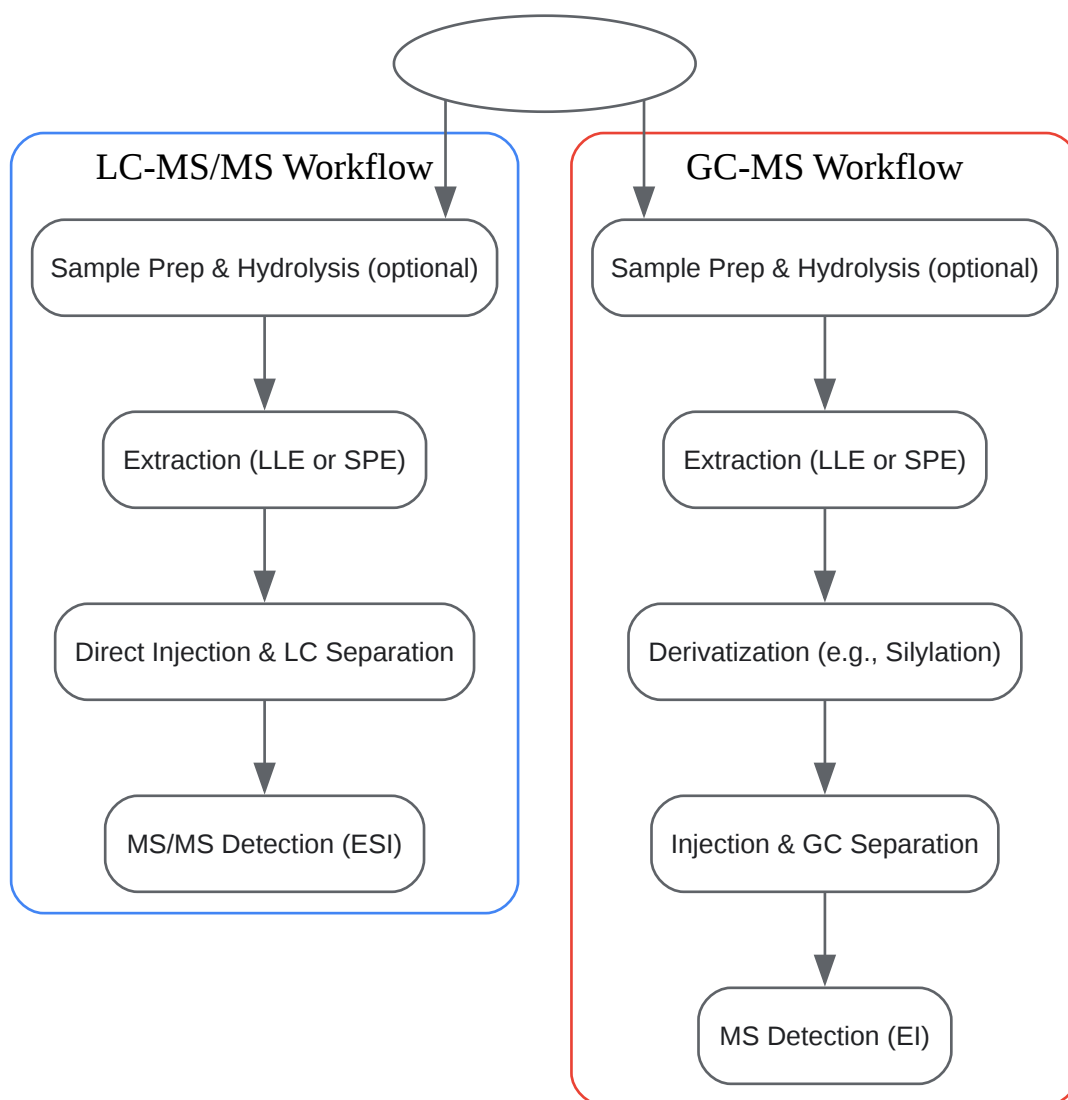 LC-MS/MS Workflow
Sample Prep & Hydrolysis (optional)
Extraction (LLE or SPE)
Direct Injection & LC Separation
MS/MS Detection (ESI)
GC-MS Workflow
Sample Prep & Hydrolysis (optional)
Extraction (LLE or SPE)
Derivatization (e.g., Silylation)
Injection & GC Separation
MS Detection (EI)